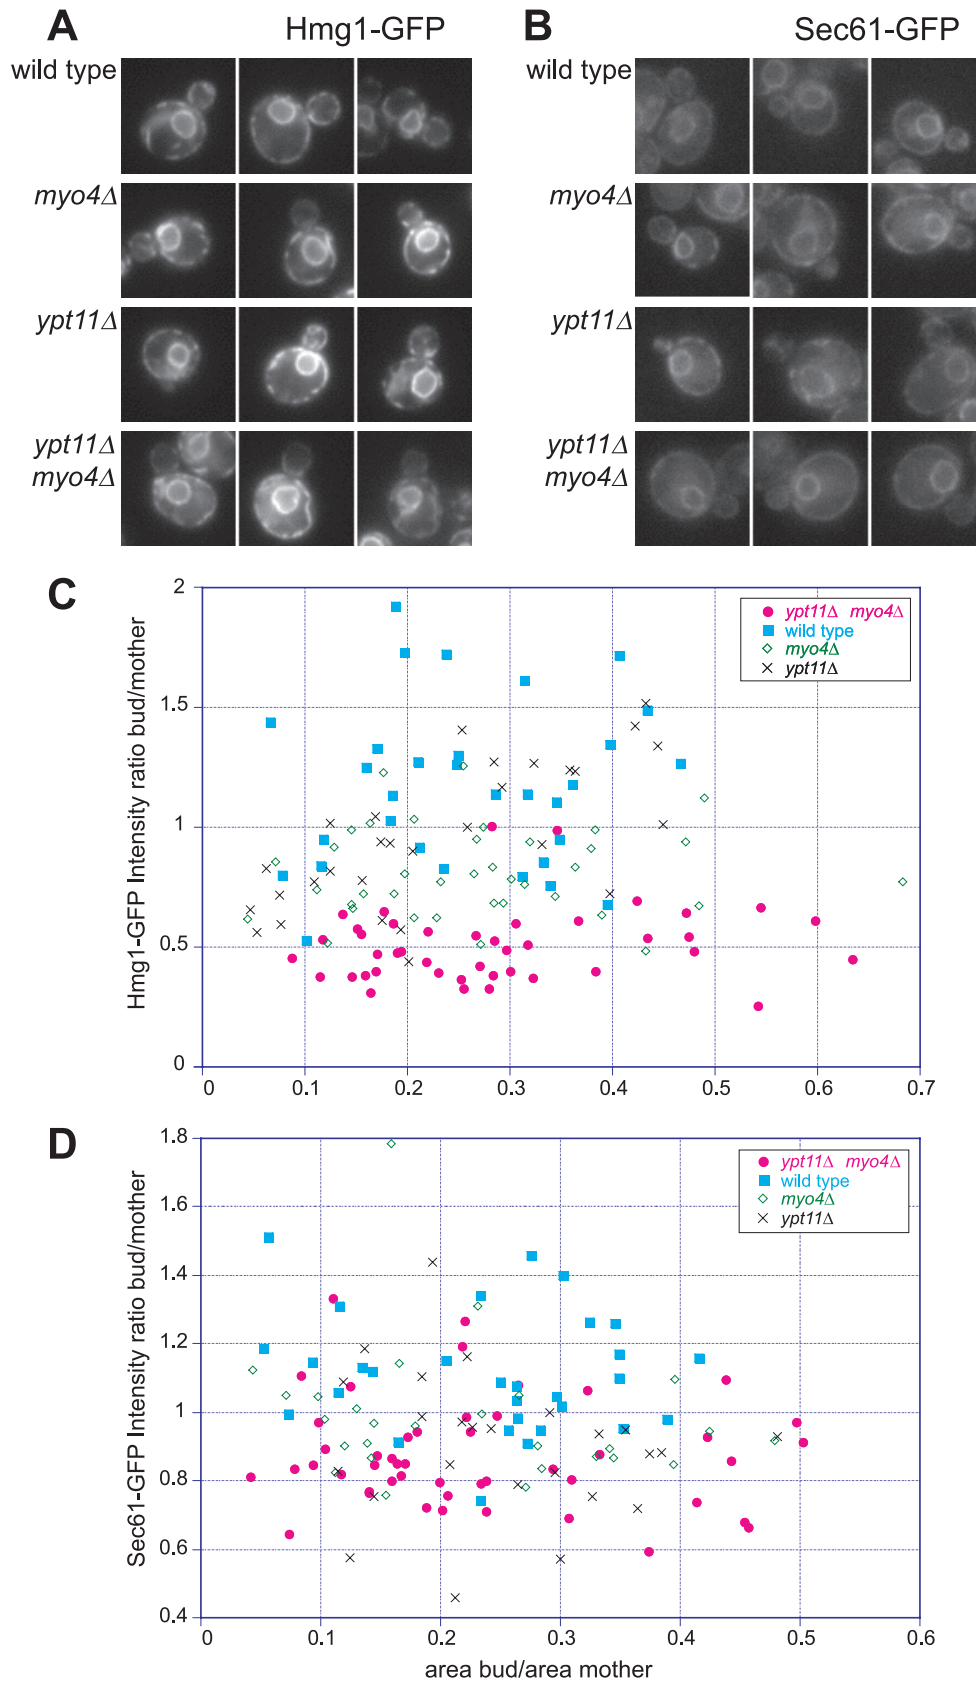 A Hmg1-GFP
B Sec61-GFP
wild type
myo4Δ
ypt11Δ
ypt11Δ
myo4Δ
wild type
myo4Δ
ypt11Δ
ypt11Δ
myo4Δ
C
Hmg1-GFP Intensity ratio bud/mother
2
1.5
1
0.5
0
0 0.1 0.2 0.3 0.4 0.5 0.6 0.7
ypt11Δ myo4Δ
wild type
myo4Δ
ypt11Δ
D
Sec61-GFP Intensity ratio bud/mother
1.8
1.6
1.4
1.2
1
0.8
0.6
0.4
0 0.1 0.2 0.3 0.4 0.5 0.6
ypt11Δ myo4Δ
wild type
myo4Δ
ypt11Δ
area bud/area mother